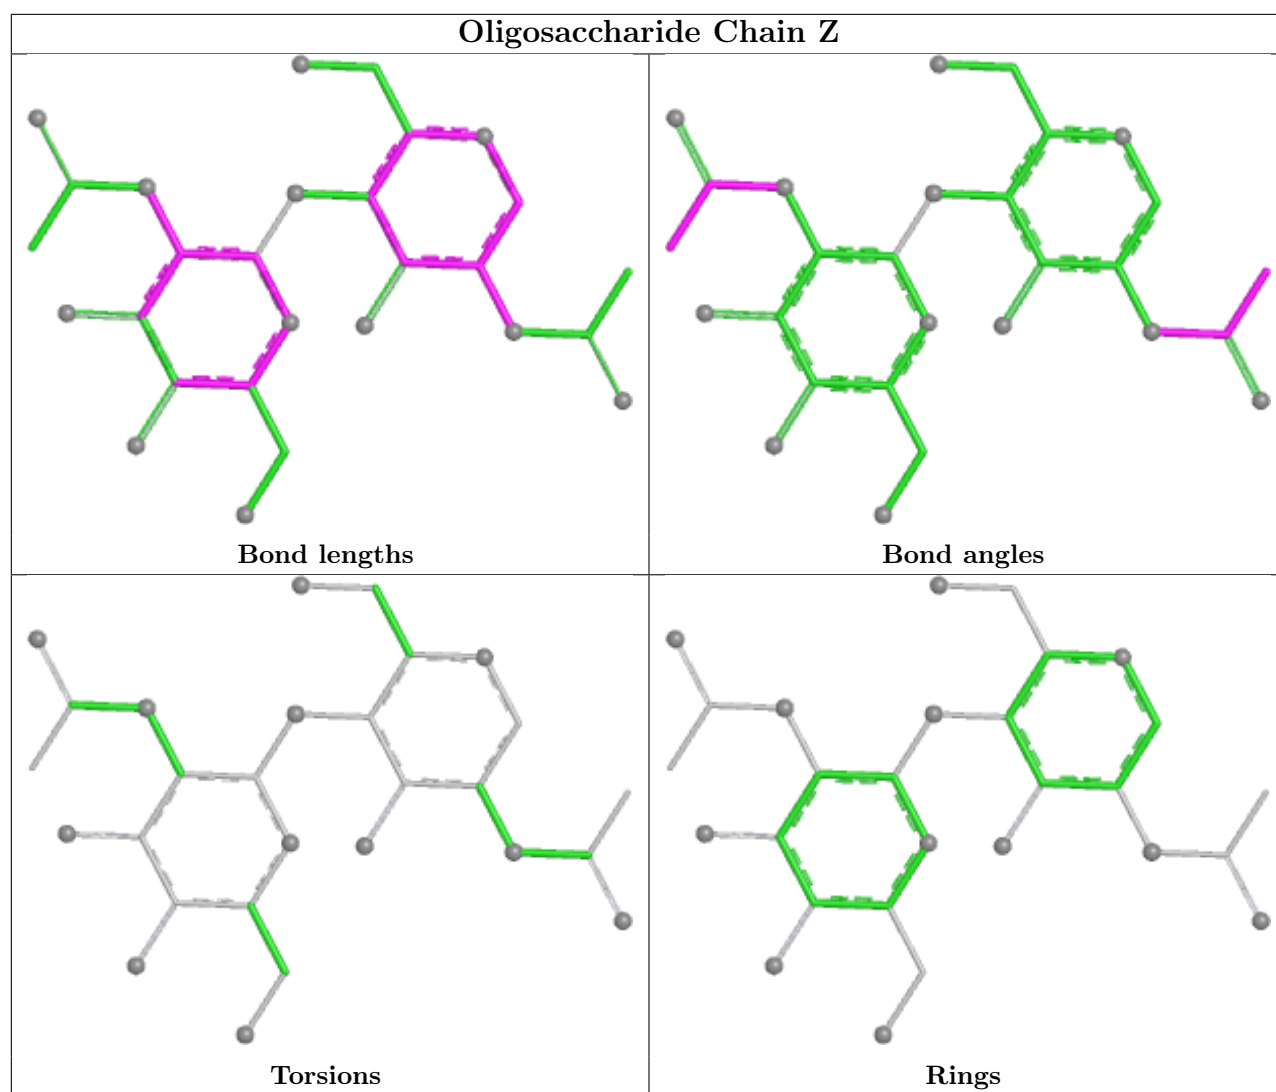 Oligosaccharide Chain Z
Bond lengths
Bond angles
Torsions
Rings